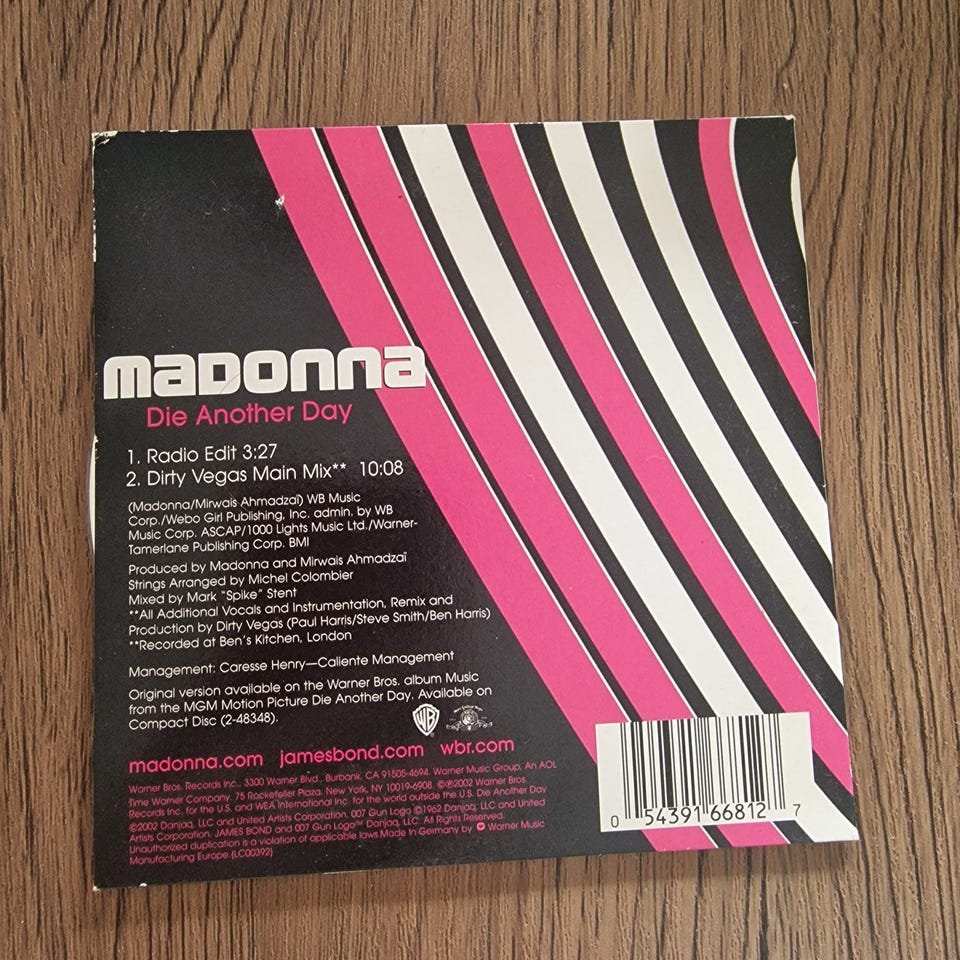 madonna
Die Another Day
1. Radio Edit 3:27
2. Dirty Vegas Main Mix** 10:08
(Madonna/Mirwais Ahmadzaï) WB Music
Corp./Webo Girl Publishing, Inc. admin. by WB
Music Corp. ASCAP/1000 Lights Music Ltd./Warner-
Tamerlane Publishing Corp. BMI
Produced by Madonna and Mirwais Ahmadzaï
Strings Arranged by Michel Colombier
Mixed by Mark "Spike" Stent
**All Additional Vocals and Instrumentation, Remix and
Production by Dirty Vegas (Paul Harris/Steve Smith/Ben Harris)
**Recorded at Ben's Kitchen, London
Management: Caresse Henry—Caliente Management
Original version available on the Warner Bros. album Music
from the MGM Motion Picture Die Another Day. Available on
Compact Disc (2-48348).
WB
madonna.com jamesbond.com wbr.com
Warner Bros. Records Inc., 3300 Warner Blvd., Burbank, CA 91505-4694. Warner Music Group, An AOL
Time Warner Company. 75 Rockefeller Plaza, New York, NY 10019-6908. ©℗2002 Warner Bros.
Records Inc. for the U.S. and WEA International Inc. for the world outside the U.S. Die Another Day
©2002 Danjaq, LLC and United Artists Corporation. 007 Gun Logo ©1962 Danjaq, LLC and United
Artists Corporation. JAMES BOND and 007 Gun Logo™ Danjaq, LLC. All Rights Reserved.
Unauthorized duplication is a violation of applicable laws Made In Germany by Warner Music
Manufacturing Europe. (LC00392)
0 54391 66812 7